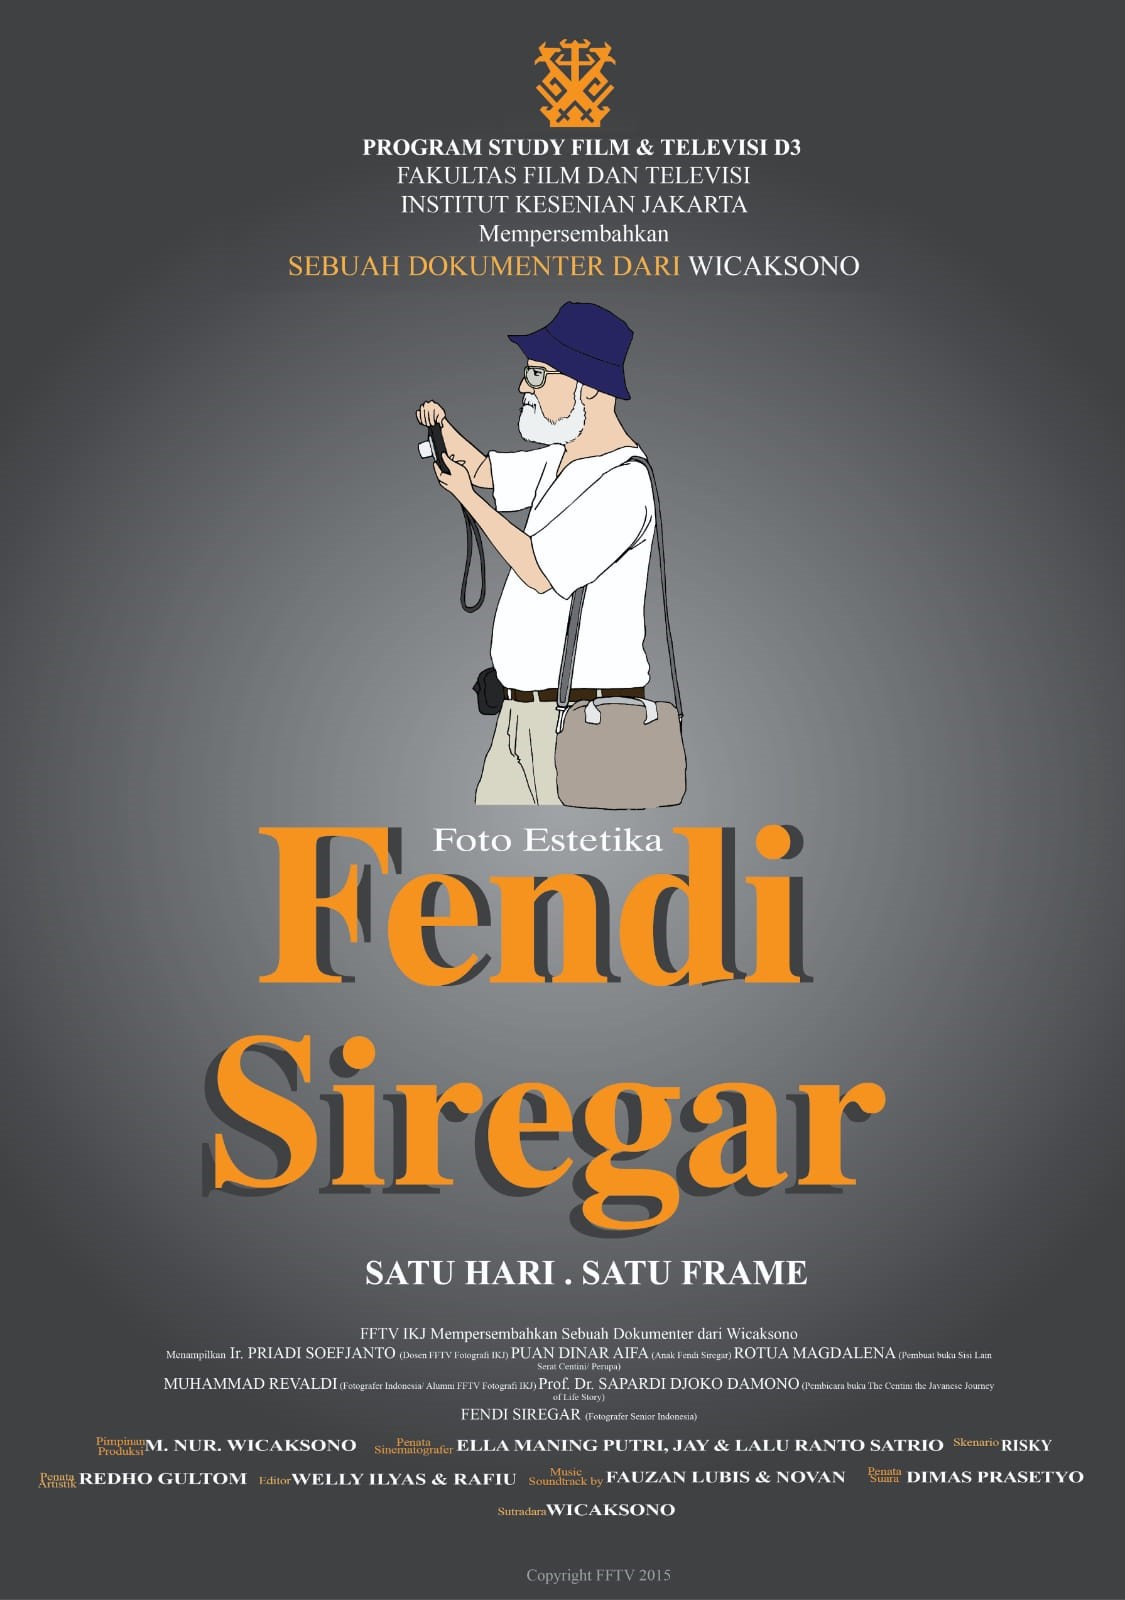 PROGRAM STUDY FILM & TELEVISI D3
FAKULTAS FILM DAN TELEVISI
INSTITUT KESENIAN JAKARTA
Mempersembahkan
SEBUAH DOKUMENTER DARI WICAKSONO
Foto Estetika
Fendi
Siregar
SATU HARI . SATU FRAME
FFTV IKJ Mempersembahkan Sebuah Dokumenter dari Wicaksono
Menampilkan Ir. PRIADI SOEFJANTO (Dosen FFTV Fotografi IKJ) PUAN DINAR AIFA (Anak Fendi Siregar) ROTUA MAGDALENA (Pembuat buku Sisi Lain
Serat Centini/ Perupa)
MUHAMMAD REVALDI (Fotografer Indonesia/ Alumni FFTV Fotografi IKJ) Prof. Dr. SAPARDI DJOKO DAMONO (Pembicara buku The Centini the Javanese Journey
of Life Story)
FENDI SIREGAR (Fotografer Senior Indonesia)
Pimpinan Produksi M. NUR. WICAKSONO Penata Sinematografer ELLA MANING PUTRI, JAY & LALU RANTO SATRIO Skenario RISKY
Penata Artistik REDHO GULTOM Editor WELLY ILYAS & RAFIU Music Soundtrack by FAUZAN LUBIS & NOVAN Penata Suara DIMAS PRASETYO
Sutradara WICAKSONO
Copyright FFTV 2015